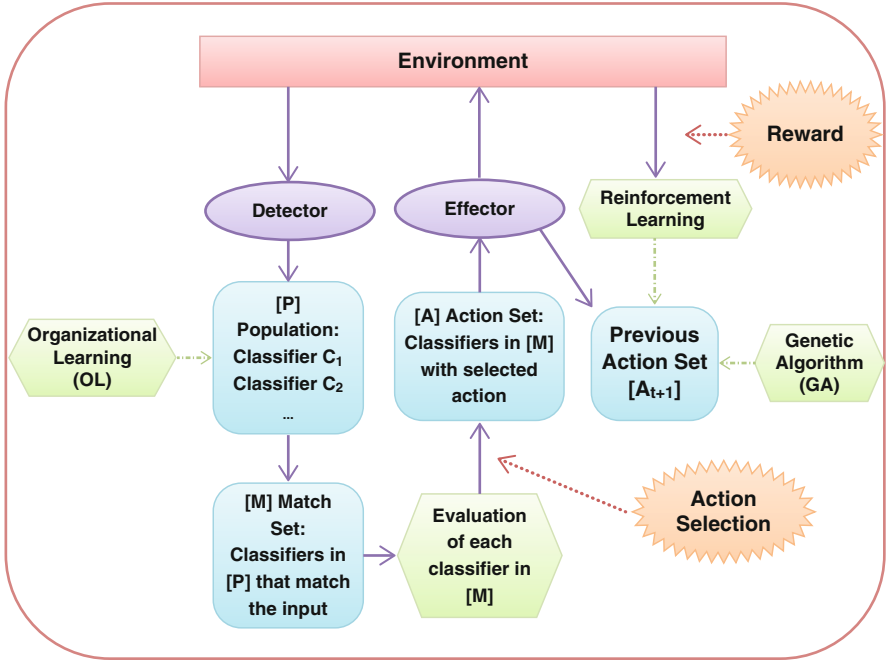 Environment
Reward
Detector
Effector
Reinforcement
Learning
[P]
Population:
Classifier C₁
Classifier C₂
...
[A] Action Set:
Classifiers in [M]
with selected
action
Previous
Action Set
[Aₜ₊₁]
Organizational
Learning
(OL)
Genetic
Algorithm
(GA)
[M] Match
Set:
Classifiers in
[P] that match
the input
Evaluation
of each
classifier in
[M]
Action
Selection